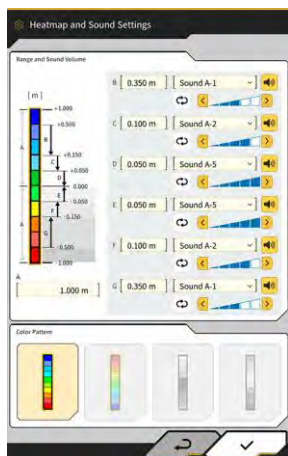 Heatmap and Sound Settings
Range and Sound Volume
[ m ]
+1.000
+0.500
+0.150
+0.050
0.000
-0.050
-0.150
-0.500
-1.000
A
B
C
D
E
F
G
A
A
1.000 m
B [ 0.350 m ] [ Sound A-1 ]
C [ 0.100 m ] [ Sound A-2 ]
D [ 0.050 m ] [ Sound A-5 ]
E [ 0.050 m ] [ Sound A-5 ]
F [ 0.100 m ] [ Sound A-2 ]
G [ 0.350 m ] [ Sound A-1 ]
Color Pattern